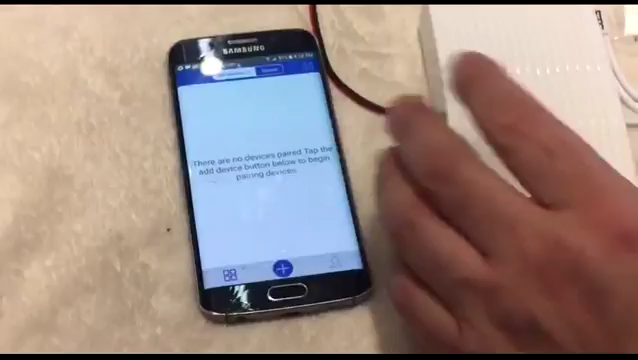 SAMSUNG
There are no devices paired Tap the
add device button below to begin
pairing devices